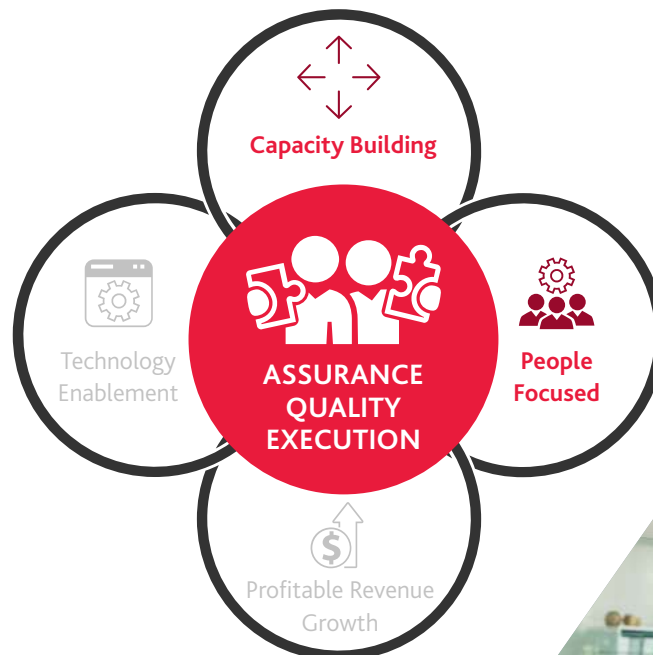 Capacity Building
Technology
Enablement
ASSURANCE
QUALITY
EXECUTION
People
Focused
$
Profitable Revenue
Growth